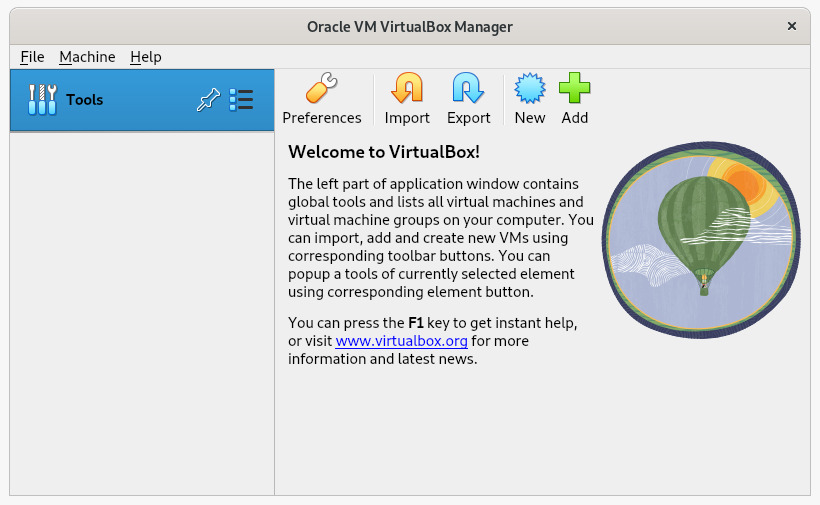 Oracle VM VirtualBox Manager
File Machine Help
Tools
Preferences Import Export New Add
Welcome to VirtualBox!
The left part of application window contains
global tools and lists all virtual machines and
virtual machine groups on your computer. You
can import, add and create new VMs using
corresponding toolbar buttons. You can
popup a tools of currently selected element
using corresponding element button.
You can press the F1 key to get instant help,
or visit www.virtualbox.org for more
information and latest news.